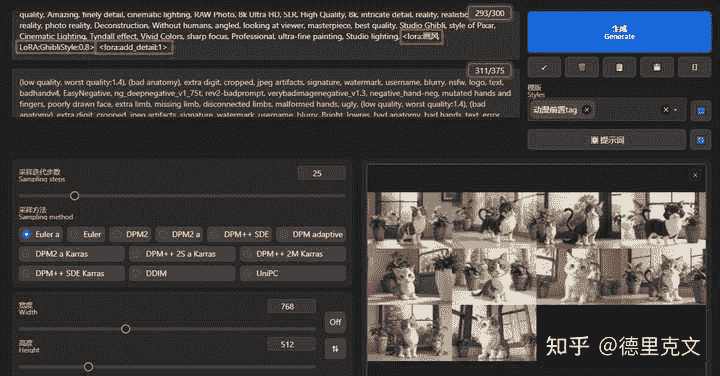 quality, Amazing, finely detail, cinematic lighting, RAW Photo, 8k Ultra HD, SLR, High Quality, 8k, intricate detail, reality, realistic
293/300
reality, photo reality, Deconstruction, Without humans, angled, looking at viewer, masterpiece, best quality, Studio Ghibli, style of Pixar,
Cinematic Lighting, Tyndall effect, Vivid Colors, sharp focus, Professional, ultra-fine painting, Studio lighting, <lora:画风
LoRA:GhibliStyle:0.8> <lora:add_detail:1>
生成
Generate
311/375
(low quality, worst quality:1.4), (bad anatomy), extra digit, cropped, jpeg artifacts, signature, watermark, username, blurry, nsfw, logo, text,
badhandv4, EasyNegative, ng_deepnegative_v1_75t, rev2-badprompt, verybadimagenegative_v1.3, negative_hand-neg, mutated hands and
fingers, poorly drawn face, extra limb, missing limb, disconnected limbs, malformed hands, ugly, (low quality, worst quality:1.4), (bad
anatomy), extra digit, cropped, jpeg artifacts, signature, watermark, username, blurry, Bright, lowres, bad anatomy, bad hands, text, error
模版
Styles
动漫前置tag ×
提示词
采样迭代步数
Sampling steps
25
采样方法
Sampling method
Euler a
Euler
DPM2
DPM2 a
DPM++ SDE
DPM adaptive
DPM2 a Karras
DPM++ 2S a Karras
DPM++ 2M Karras
DPM++ SDE Karras
DDIM
UniPC
宽度
Width
768
Off
高度
Height
512
知乎 @德里克文